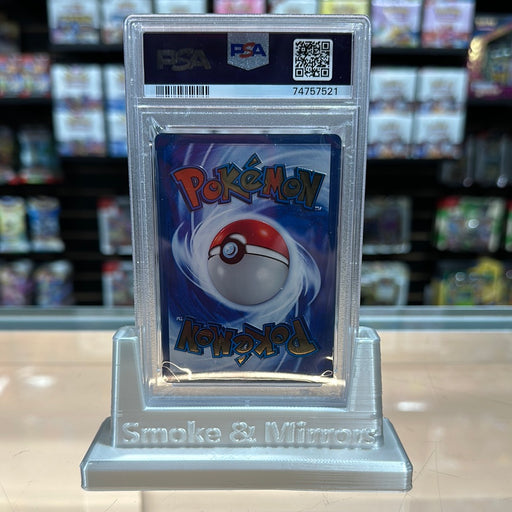 PSA
PSA
74757521
POKéMON
POKéMON
Smoke & Mirrors